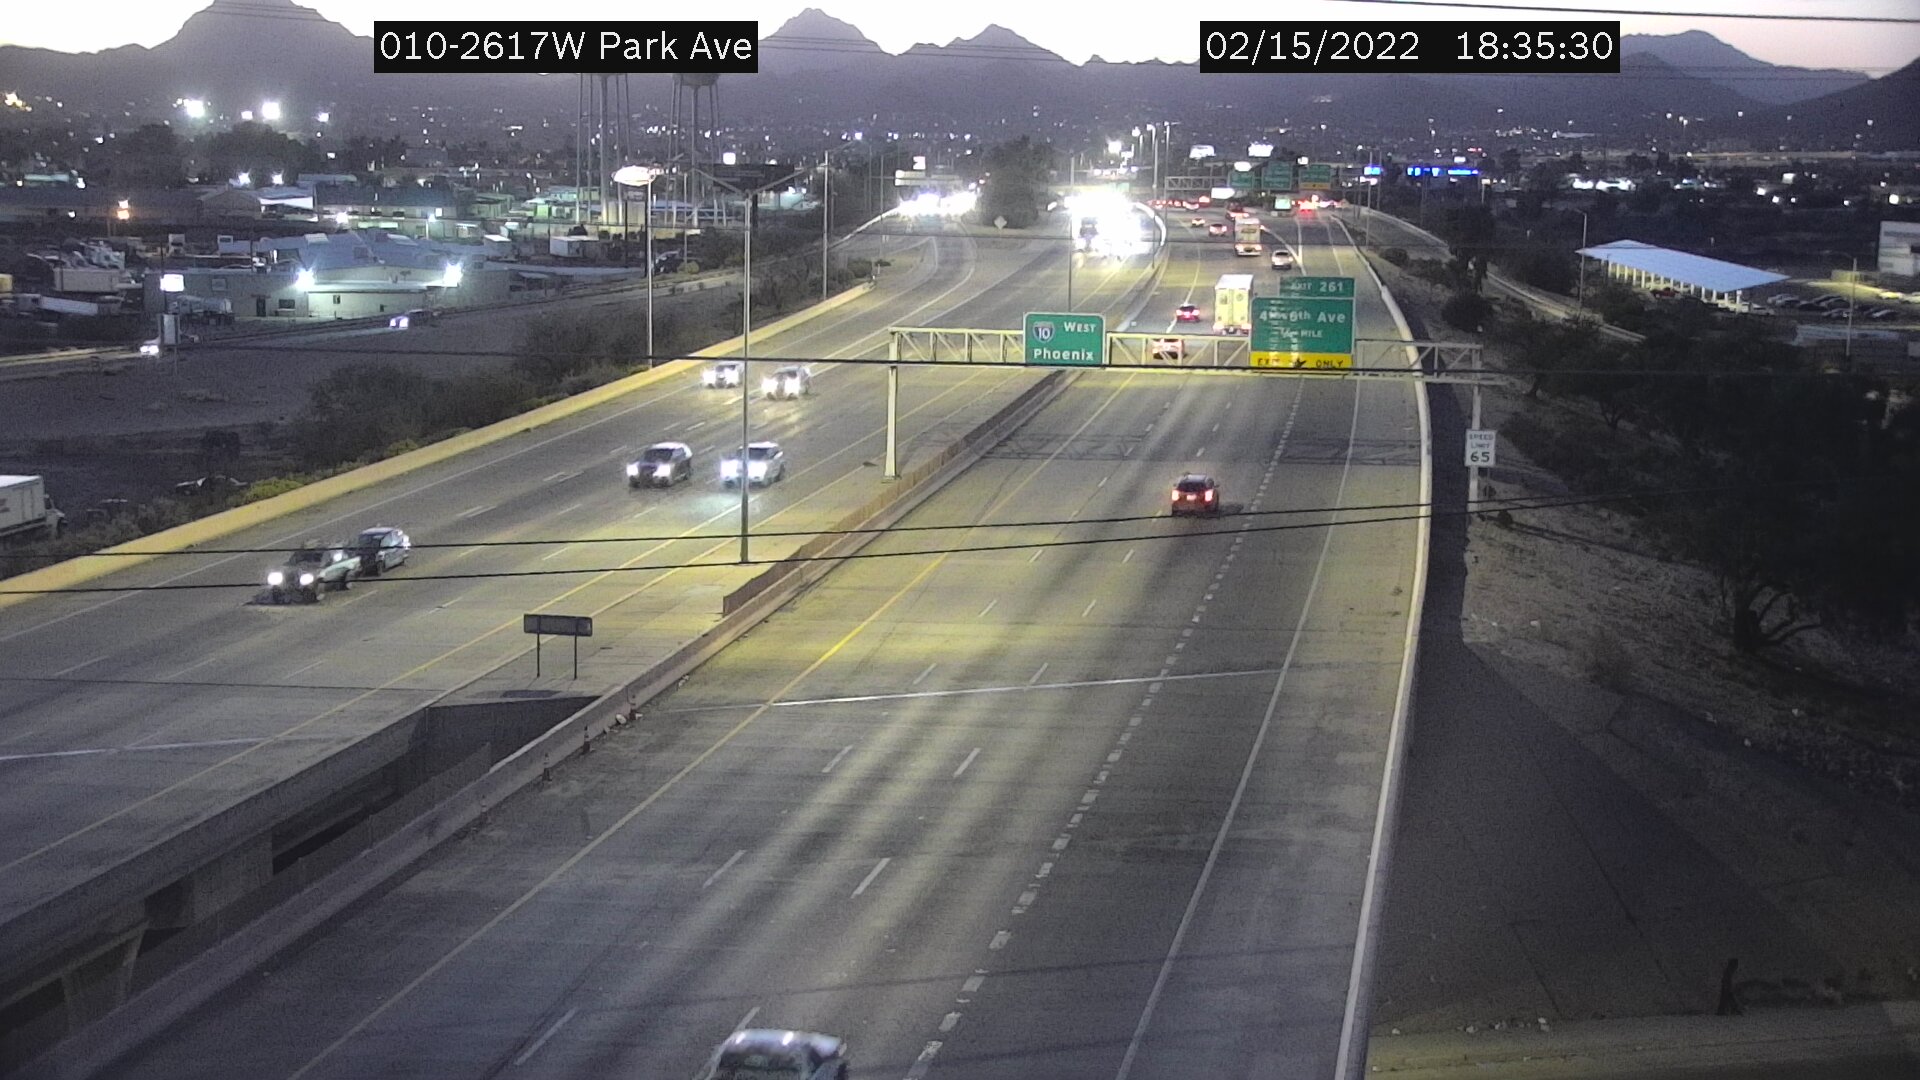 010-2617W Park Ave
02/15/2022 18:35:30
EXIT 261
Ave
MILE
EXIT ONLY
10 WEST
Phoenix
SPEED
LIMIT
65